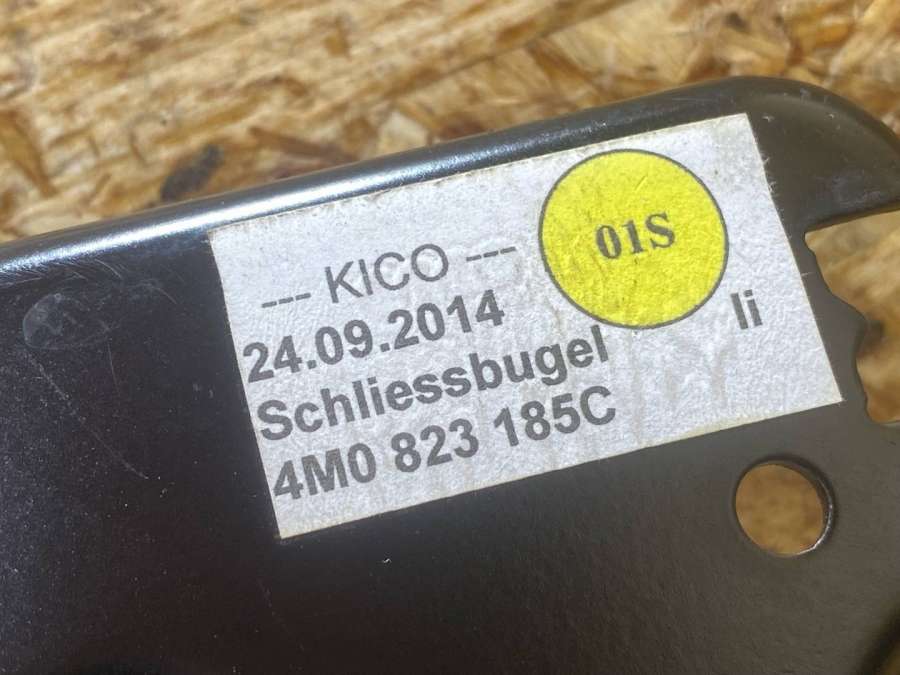 --- KICO ---
01S
24.09.2014
li
Schliessbugel
4M0 823 185C